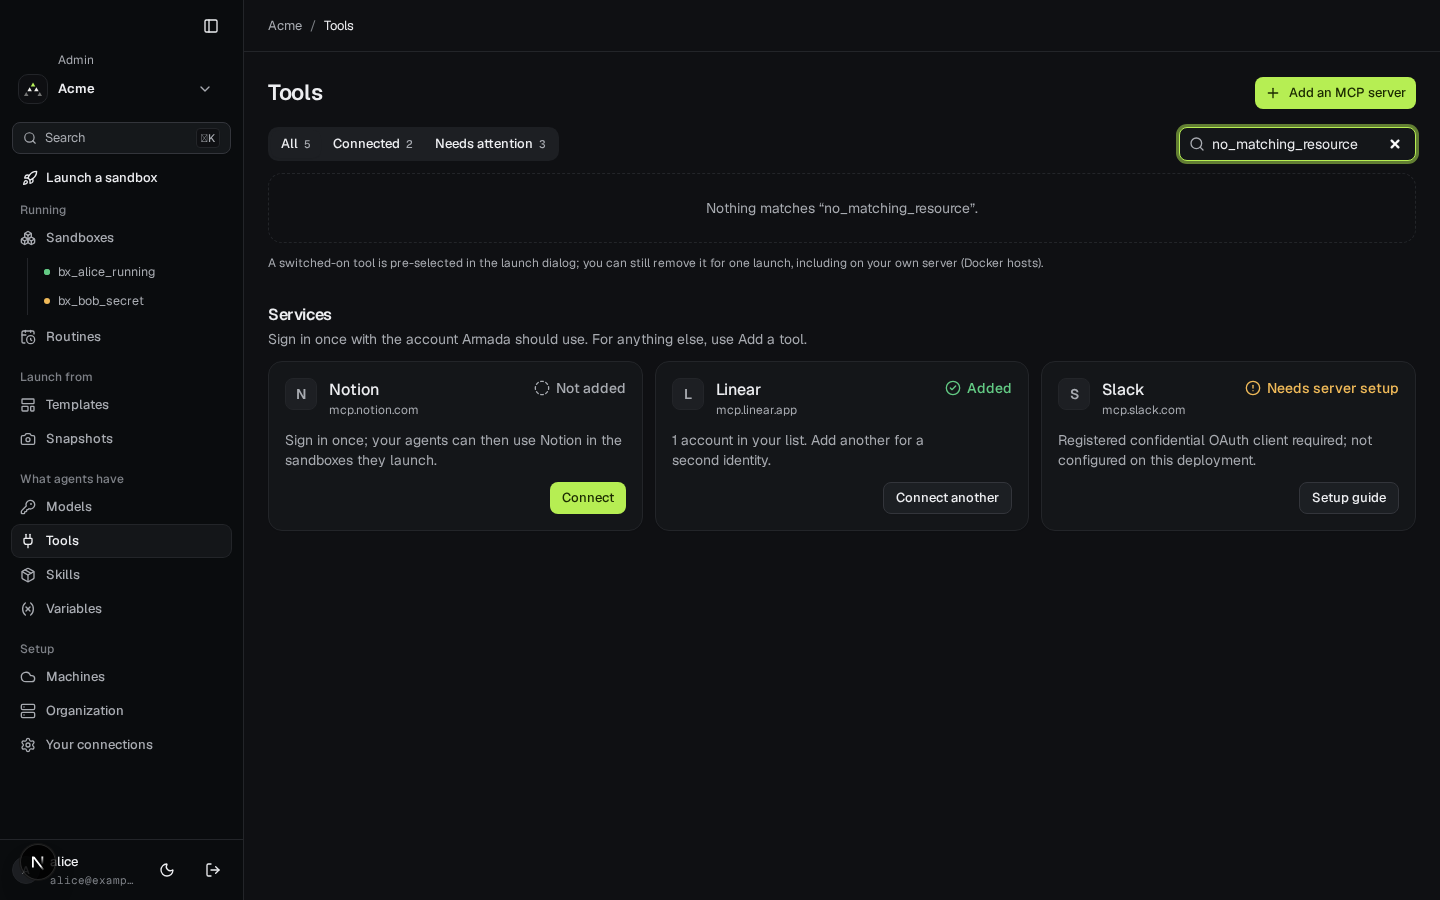 Acme / Tools
Admin
Acme
Search K
Launch a sandbox
Running
Sandboxes
bx_alice_running
bx_bob_secret
Routines
Launch from
Templates
Snapshots
What agents have
Models
Tools
Skills
Variables
Setup
Machines
Organization
Your connections
alice
alice@examp…
Tools
Add an MCP server
All 5 Connected 2 Needs attention 3
no_matching_resource
Nothing matches “no_matching_resource”.
A switched-on tool is pre-selected in the launch dialog; you can still remove it for one launch, including on your own server (Docker hosts).
Services
Sign in once with the account Armada should use. For anything else, use Add a tool.
N Notion Not added
mcp.notion.com
Sign in once; your agents can then use Notion in the
sandboxes they launch.
Connect
L Linear Added
mcp.linear.app
1 account in your list. Add another for a
second identity.
Connect another
S Slack Needs server setup
mcp.slack.com
Registered confidential OAuth client required; not
configured on this deployment.
Setup guide
N